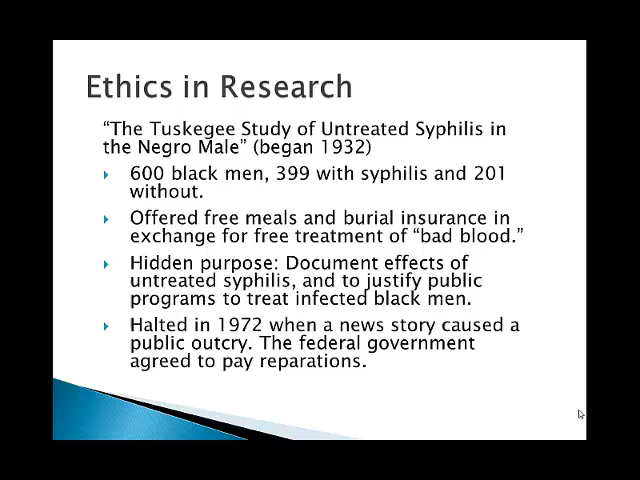 Ethics in Research
“The Tuskegee Study of Untreated Syphilis in
the Negro Male” (began 1932)
600 black men, 399 with syphilis and 201
without.
Offered free meals and burial insurance in
exchange for free treatment of “bad blood.”
Hidden purpose: Document effects of
untreated syphilis, and to justify public
programs to treat infected black men.
Halted in 1972 when a news story caused a
public outcry. The federal government
agreed to pay reparations.